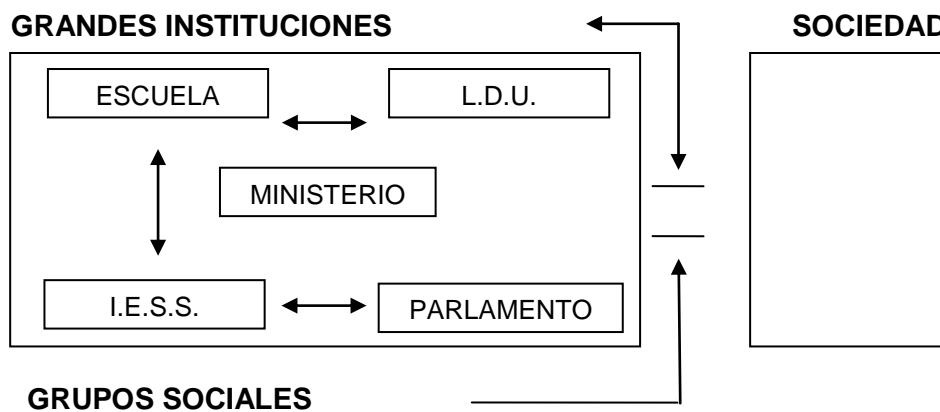 GRANDES INSTITUCIONES
SOCIEDAD
ESCUELA
L.D.U.
MINISTERIO
I.E.S.S.
PARLAMENTO
GRUPOS SOCIALES